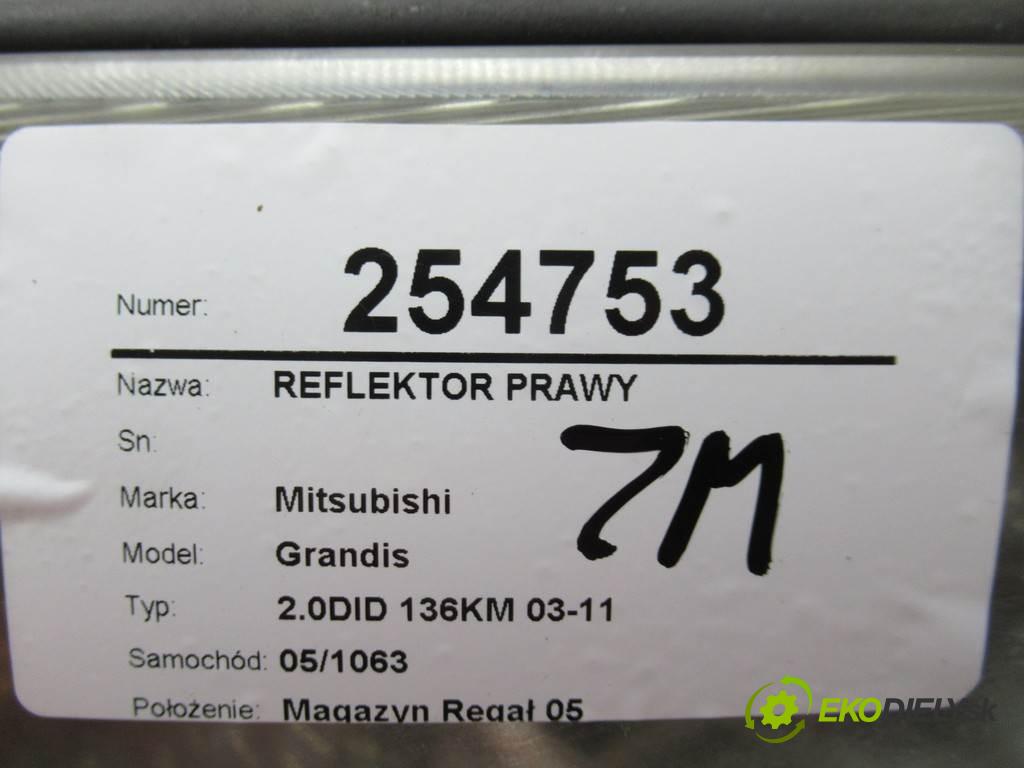 Numer: 254753
Nazwa: REFLEKTOR PRAWY
Sn:
ZM
Marka: Mitsubishi
Model: Grandis
Typ: 2.0DID 136KM 03-11
Samochód: 05/1063
Położenie: Magazyn Regał 05
EKODIELY.sk